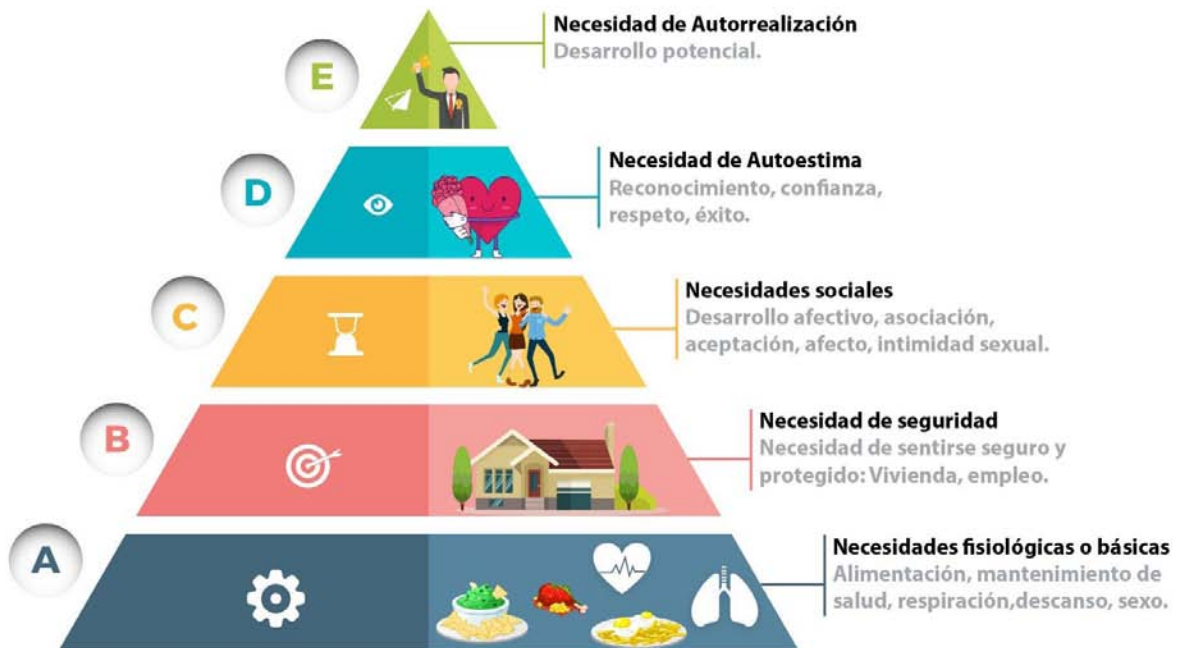 E
Necesidad de Autorrealización
Desarrollo potencial.
D
Necesidad de Autoestima
Reconocimiento, confianza,
respeto, éxito.
C
Necesidades sociales
Desarrollo afectivo, asociación,
aceptación, afecto, intimidad sexual.
B
Necesidad de seguridad
Necesidad de sentirse seguro y
protegido: Vivienda, empleo.
A
Necesidades fisiológicas o básicas
Alimentación, mantenimiento de
salud, respiración,descanso, sexo.